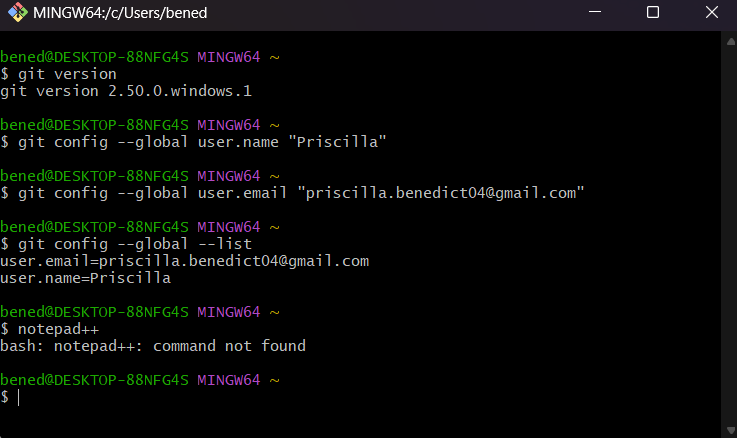 MINGW64:/c/Users/bened
bened@DESKTOP-88NFG4S MINGW64 ~
$ git version
git version 2.50.0.windows.1
bened@DESKTOP-88NFG4S MINGW64 ~
$ git config --global user.name "Priscilla"
bened@DESKTOP-88NFG4S MINGW64 ~
$ git config --global user.email "priscilla.benedict04@gmail.com"
bened@DESKTOP-88NFG4S MINGW64 ~
$ git config --global --list
user.email=priscilla.benedict04@gmail.com
user.name=Priscilla
bened@DESKTOP-88NFG4S MINGW64 ~
$ notepad++
bash: notepad++: command not found
bened@DESKTOP-88NFG4S MINGW64 ~
$